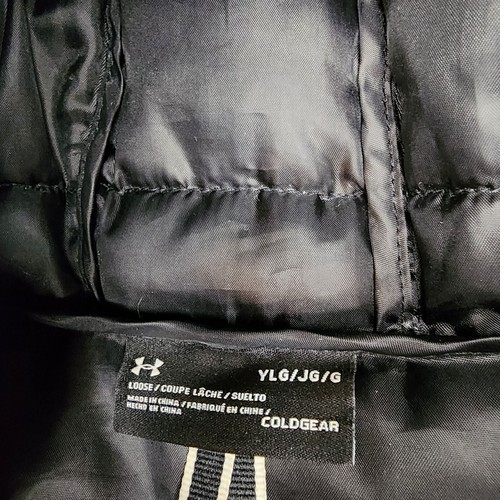 YLG/JG/G
LOOSE/COUPE LÂCHE/SUELTO
MADE IN CHINA / FABRIQUÉ EN CHINE /
HECHO EN CHINA
COLDGEAR